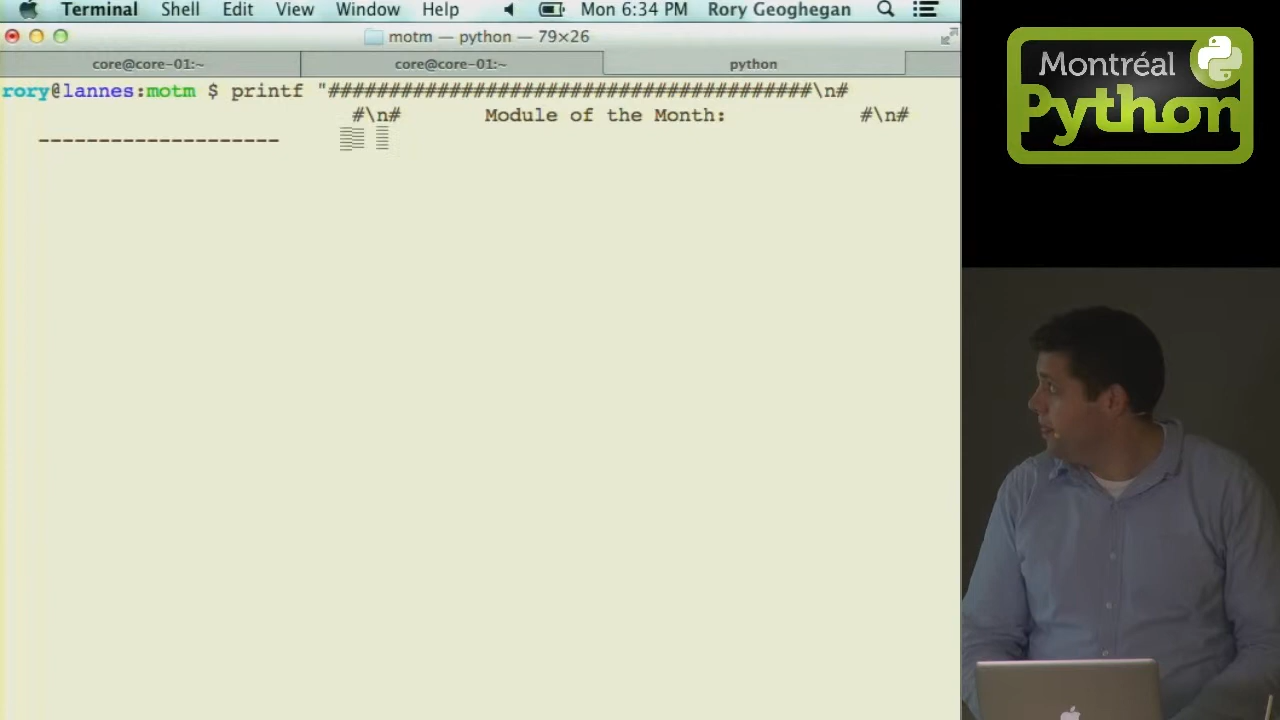 Terminal Shell Edit View Window Help Mon 6:34 PM Rory Geoghegan
motm — python — 79×26
core@core-01:~ core@core-01:~ python
rory@lannes:motm $ printf "########################################\n#
#\n# Module of the Month: #\n#
--------------------
Montréal
Python